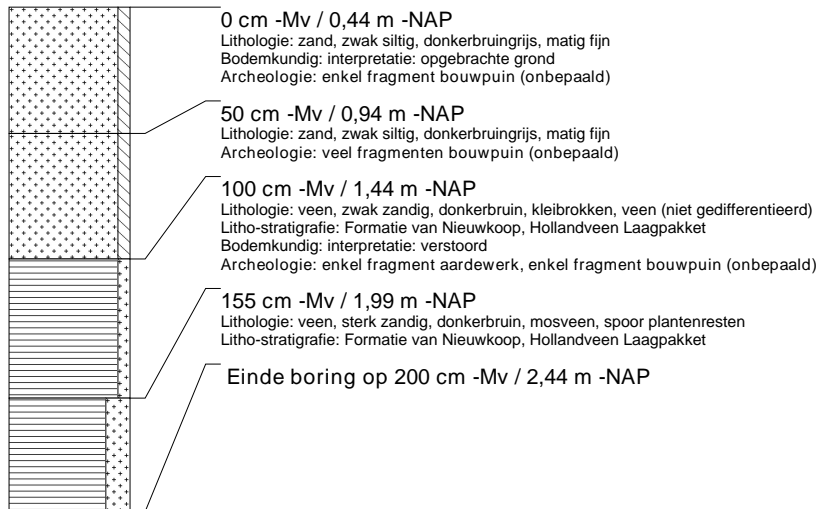 0 cm -Mv / 0,44 m -NAP
Lithologie: zand, zwak siltig, donkerbruingrijs, matig fijn
Bodemkundig: interpretatie: opgebrachte grond
Archeologie: enkel fragment bouwpuin (onbepaald)
50 cm -Mv / 0,94 m -NAP
Lithologie: zand, zwak siltig, donkerbruingrijs, matig fijn
Archeologie: veel fragmenten bouwpuin (onbepaald)
100 cm -Mv / 1,44 m -NAP
Lithologie: veen, zwak zandig, donkerbruin, kleibrokken, veen (niet gedifferentieerd)
Litho-stratigrafie: Formatie van Nieuwkoop, Hollandveen Laagpakket
Bodemkundig: interpretatie: verstoord
Archeologie: enkel fragment aardewerk, enkel fragment bouwpuin (onbepaald)
155 cm -Mv / 1,99 m -NAP
Lithologie: veen, sterk zandig, donkerbruin, mosveen, spoor plantenresten
Litho-stratigrafie: Formatie van Nieuwkoop, Hollandveen Laagpakket
Einde boring op 200 cm -Mv / 2,44 m -NAP